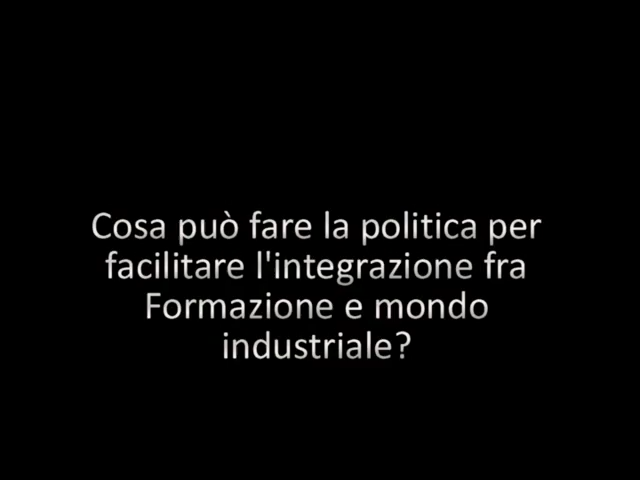 Cosa può fare la politica per
facilitare l'integrazione fra
Formazione e mondo
industriale?